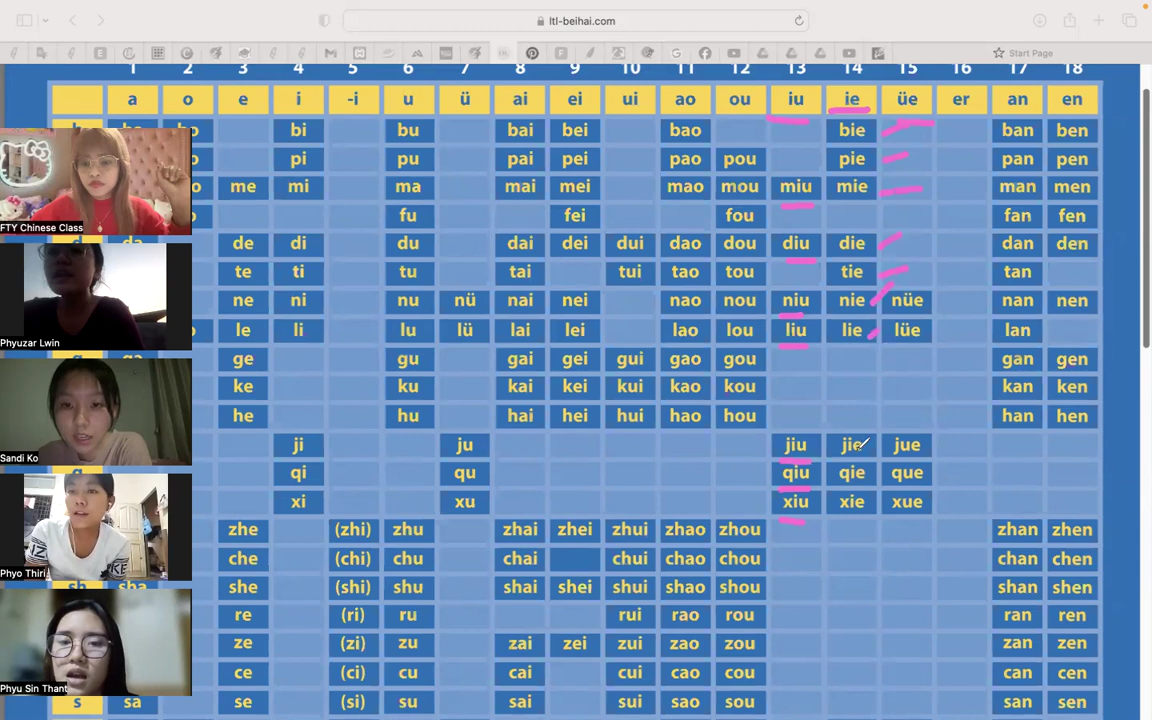 ltl-beihai.com
Start Page
1 2 3 4 5 6 7 8 9 10 11 12 13 14 15 16 17 18
a o e i -i u ü ai ei ui ao ou iu ie üe er an en
bi bu bai bei bao bie ban ben
pi pu pai pei pao pou pie pan pen
me mi ma mai mei mao mou miu mie man men
fu fei fou fan fen
FTY Chinese Class
de di du dai dei dui dao dou diu die dan den
te ti tu tai tui tao tou tie tan
ne ni nu nü nai nei nao nou niu nie nüe nan nen
le li lu lü lai lei lao lou liu lie lüe lan
Phyuzar Lwin
ge gu gai gei gui gao gou gan gen
ke ku kai kei kui kao kou kan ken
he hu hai hei hui hao hou han hen
ji ju jiu jie jue
Sandi Ko
qi qu qiu qie que
xi xu xiu xie xue
zhe (zhi) zhu zhai zhei zhui zhao zhou zhan zhen
che (chi) chu chai chui chao chou chan chen
Phyo Thiri
sh sha she (shi) shu shai shei shui shao shou shan shen
re (ri) ru rui rao rou ran ren
ze (zi) zu zai zei zui zao zou zan zen
ce (ci) cu cai cui cao cou can cen
Phyu Sin Thant
s sa se (si) su sai sui sao sou san sen